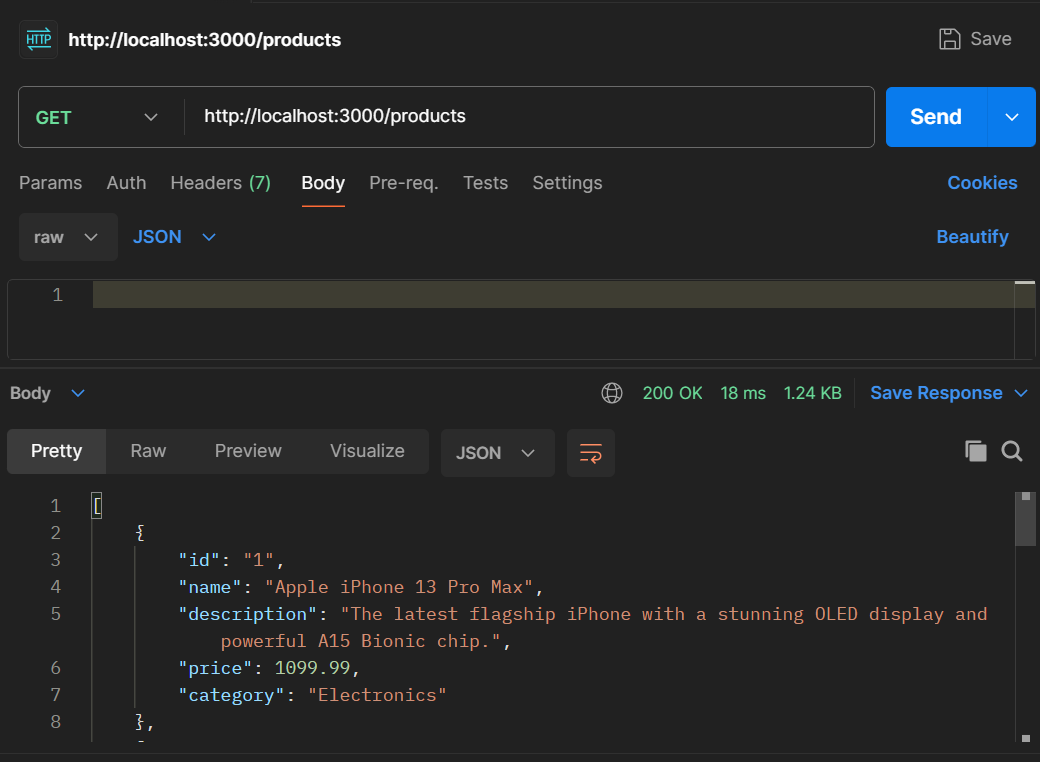 HTTP http://localhost:3000/products Save
GET http://localhost:3000/products Send
Params Auth Headers (7) Body Pre-req. Tests Settings Cookies
raw JSON Beautify
1
Body 200 OK 18 ms 1.24 KB Save Response
Pretty Raw Preview Visualize JSON
1 [
2 {
3 "id": "1",
4 "name": "Apple iPhone 13 Pro Max",
5 "description": "The latest flagship iPhone with a stunning OLED display and
powerful A15 Bionic chip.",
6 "price": 1099.99,
7 "category": "Electronics"
8 },